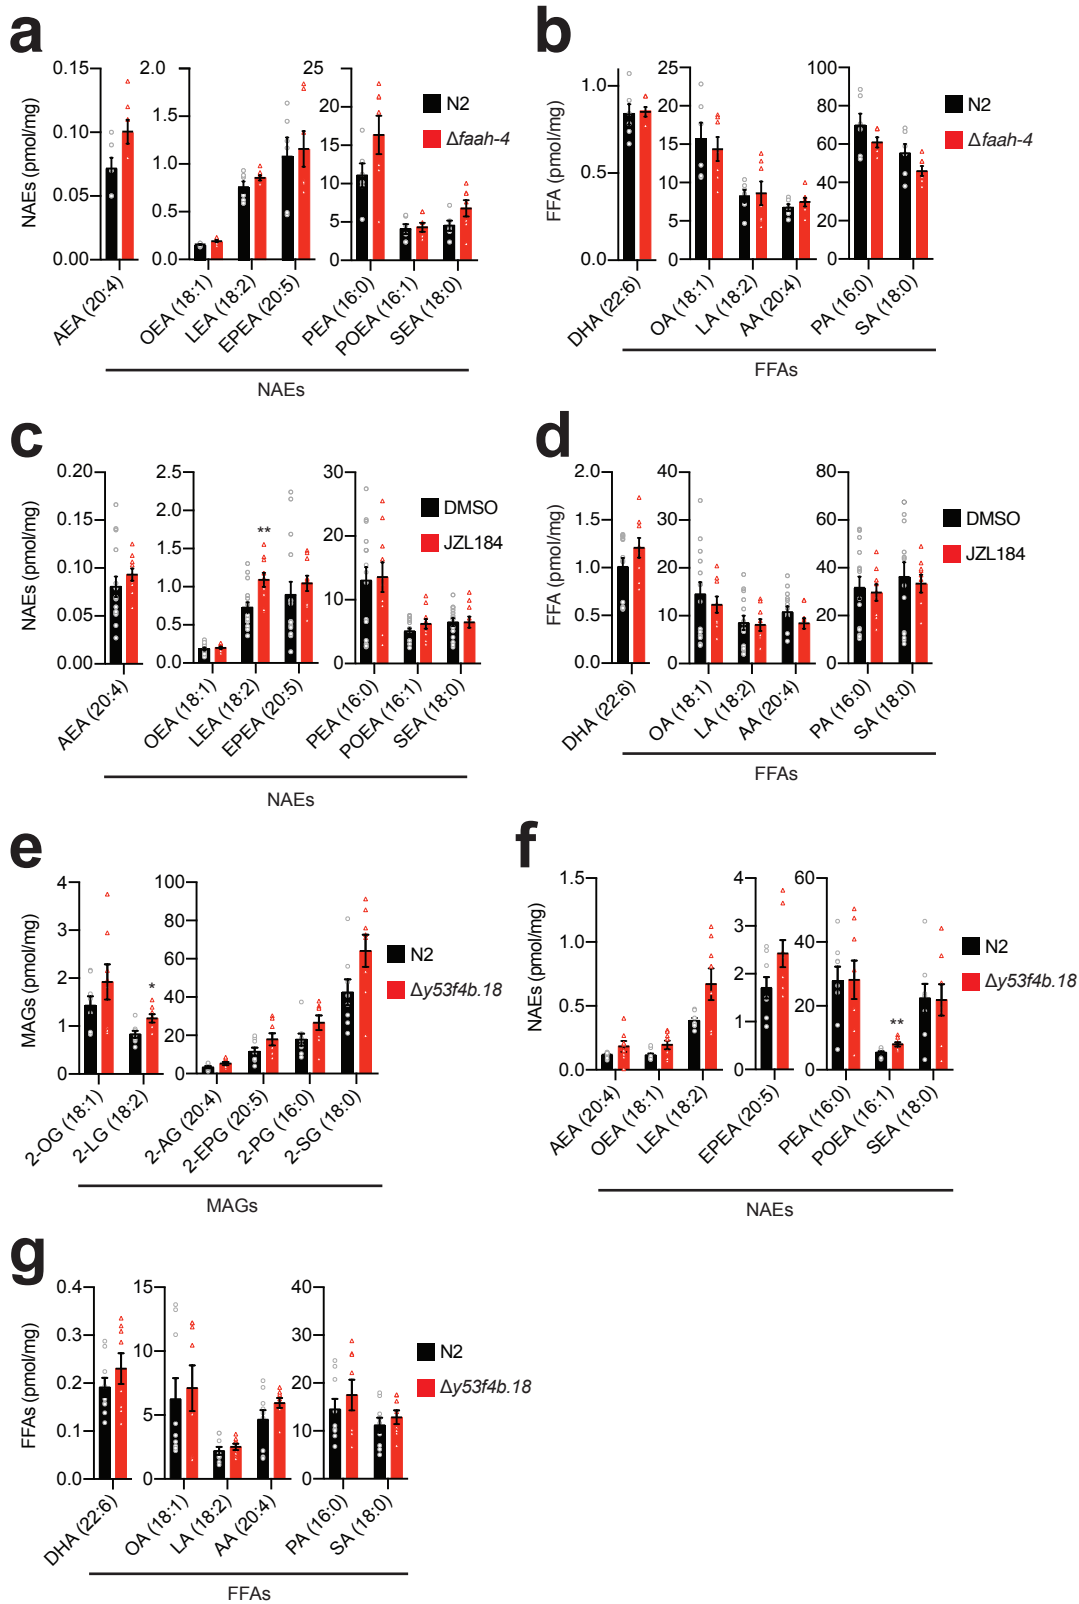 a
NAEs (pmol/mg)
0.15
0.10
0.05
0.00
2.0
1.5
1.0
0.5
0.0
25
20
15
10
5
0
N2
Δfaah-4
AEA (20:4)
OEA (18:1)
LEA (18:2)
EPEA (20:5)
PEA (16:0)
POEA (16:1)
SEA (18:0)
NAEs
b
FFA (pmol/mg)
1.0
0.5
0.0
25
20
15
10
5
0
100
80
60
40
20
0
N2
Δfaah-4
DHA (22:6)
OA (18:1)
LA (18:2)
AA (20:4)
PA (16:0)
SA (18:0)
FFAs
c
NAEs (pmol/mg)
0.20
0.15
0.10
0.05
0.00
2.5
2.0
1.5
1.0
0.5
0.0
30
20
10
0
**
DMSO
JZL184
AEA (20:4)
OEA (18:1)
LEA (18:2)
EPEA (20:5)
PEA (16:0)
POEA (16:1)
SEA (18:0)
NAEs
d
FFA (pmol/mg)
2.0
1.5
1.0
0.5
0.0
40
30
20
10
0
80
60
40
20
0
DMSO
JZL184
DHA (22:6)
OA (18:1)
LA (18:2)
AA (20:4)
PA (16:0)
SA (18:0)
FFAs
e
MAGs (pmol/mg)
4
3
2
1
0
100
80
60
40
20
0
*
N2
Δy53f4b.18
2-OG (18:1)
2-LG (18:2)
2-AG (20:4)
2-EPG (20:5)
2-PG (16:0)
2-SG (18:0)
MAGs
f
NAEs (pmol/mg)
1.5
1.0
0.5
0.0
4
3
2
1
0
60
40
20
0
**
N2
Δy53f4b.18
AEA (20:4)
OEA (18:1)
LEA (18:2)
EPEA (20:5)
PEA (16:0)
POEA (16:1)
SEA (18:0)
NAEs
g
FFAs (pmol/mg)
0.4
0.3
0.2
0.1
0.0
15
10
5
0
40
30
20
10
0
N2
Δy53f4b.18
DHA (22:6)
OA (18:1)
LA (18:2)
AA (20:4)
PA (16:0)
SA (18:0)
FFAs